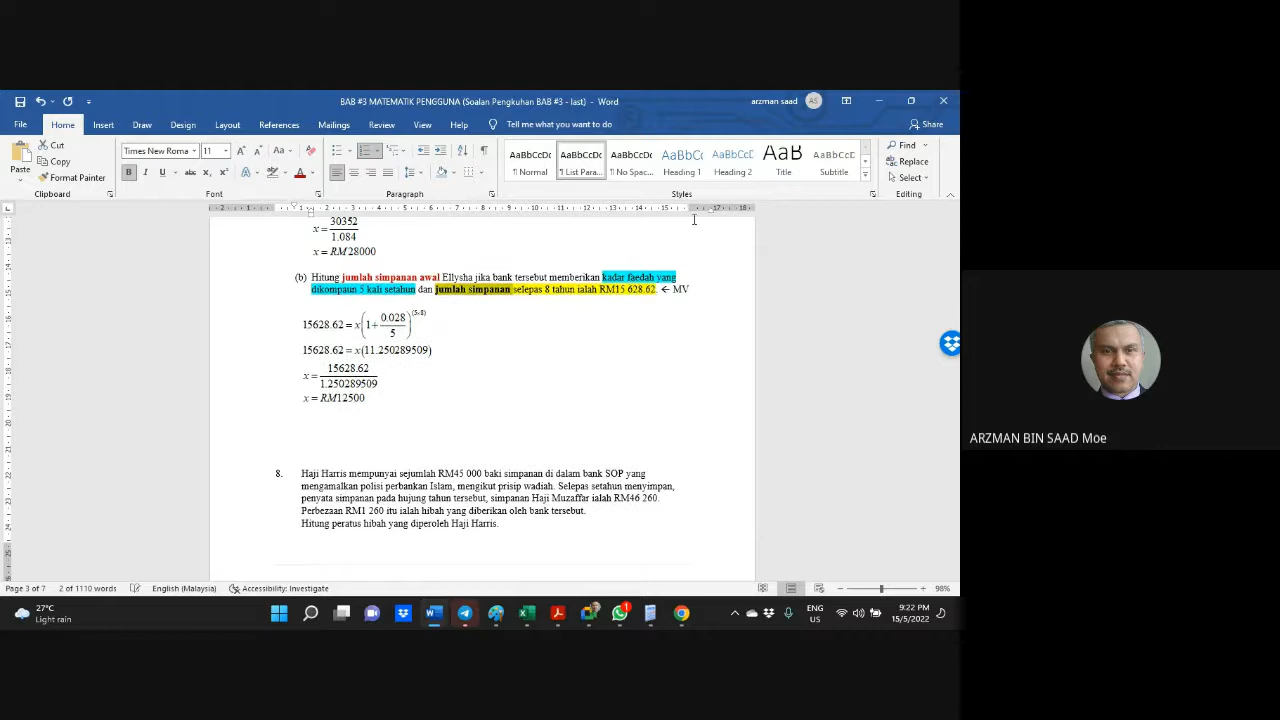 BAB #3 MATEMATIK PENGGUNA (Soalan Pengkuhan BAB #3 - last) - Word
arzman saad
AS
File Home Insert Draw Design Layout References Mailings Review View Help Tell me what you want to do Share
Paste
Cut
Copy
Format Painter
Clipboard
Times New Roma 11
Font
Paragraph
AaBbCcDc
¶ Normal
AaBbCcDc
¶ List Para...
AaBbCcDc
¶ No Spac...
AaBbCc
Heading 1
AaBbCcD
Heading 2
AaB
Title
AaBbCcD
Subtitle
Styles
Find
Replace
Select
Editing
x = 30352/1.084
x = RM 28000
(b) Hitung jumlah simpanan awal Ellysha jika bank tersebut memberikan kadar faedah yang
dikompaun 5 kali setahun dan jumlah simpanan selepas 8 tahun ialah RM15 628.62. ← MV
15628.62 = x(1+0.028/5)^(5x8)
15628.62 = x(11.250289509)
x = 15628.62/1.250289509
x = RM12500
8. Haji Harris mempunyai sejumlah RM45 000 baki simpanan di dalam bank SOP yang
mengamalkan polisi perbankan Islam, mengikut prisip wadiah. Selepas setahun menyimpan,
penyata simpanan pada hujung tahun tersebut, simpanan Haji Muzaffar ialah RM46 260.
Perbezaan RM1 260 itu ialah hibah yang diberikan oleh bank tersebut.
Hitung peratus hibah yang diperoleh Haji Harris.
ARZMAN BIN SAAD Moe
Page 3 of 7 2 of 1110 words English (Malaysia) Accessibility: Investigate 98%
27°C
Light rain
ENG
US
9:22 PM
15/5/2022